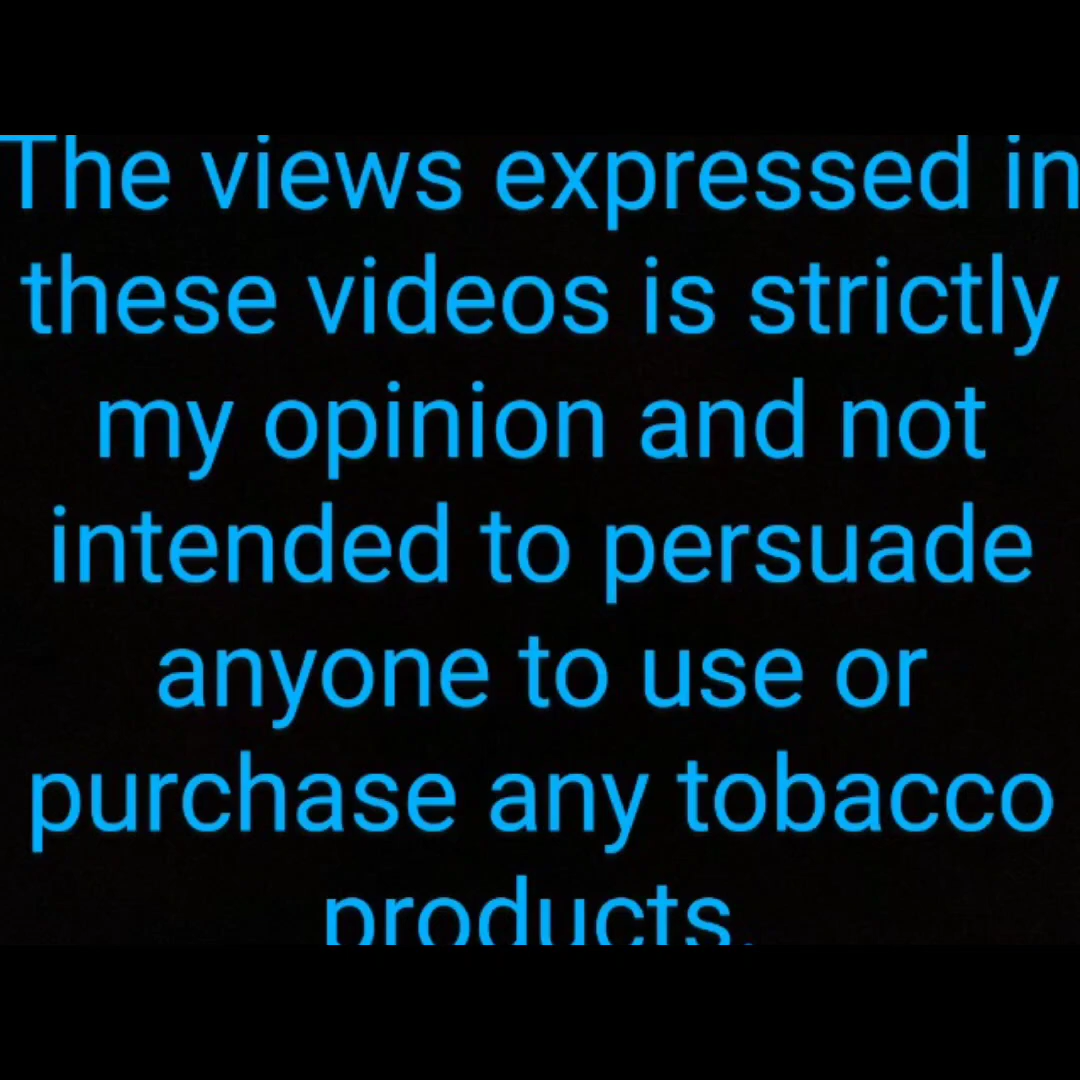 The views expressed in
these videos is strictly
my opinion and not
intended to persuade
anyone to use or
purchase any tobacco
products.